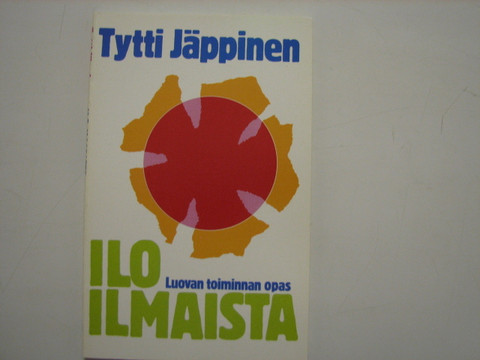 Tytti Jäppinen
ILO
Luovan toiminnan opas
ILMAISTA